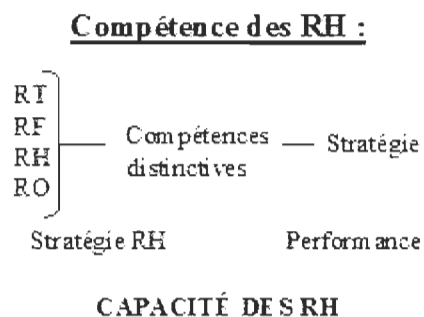 Compétence des RH :
RT
RF
RH
RO
Compétences
distinctives
Stratégie
Stratégie RH
Performance
CAPACITÉ DES RH